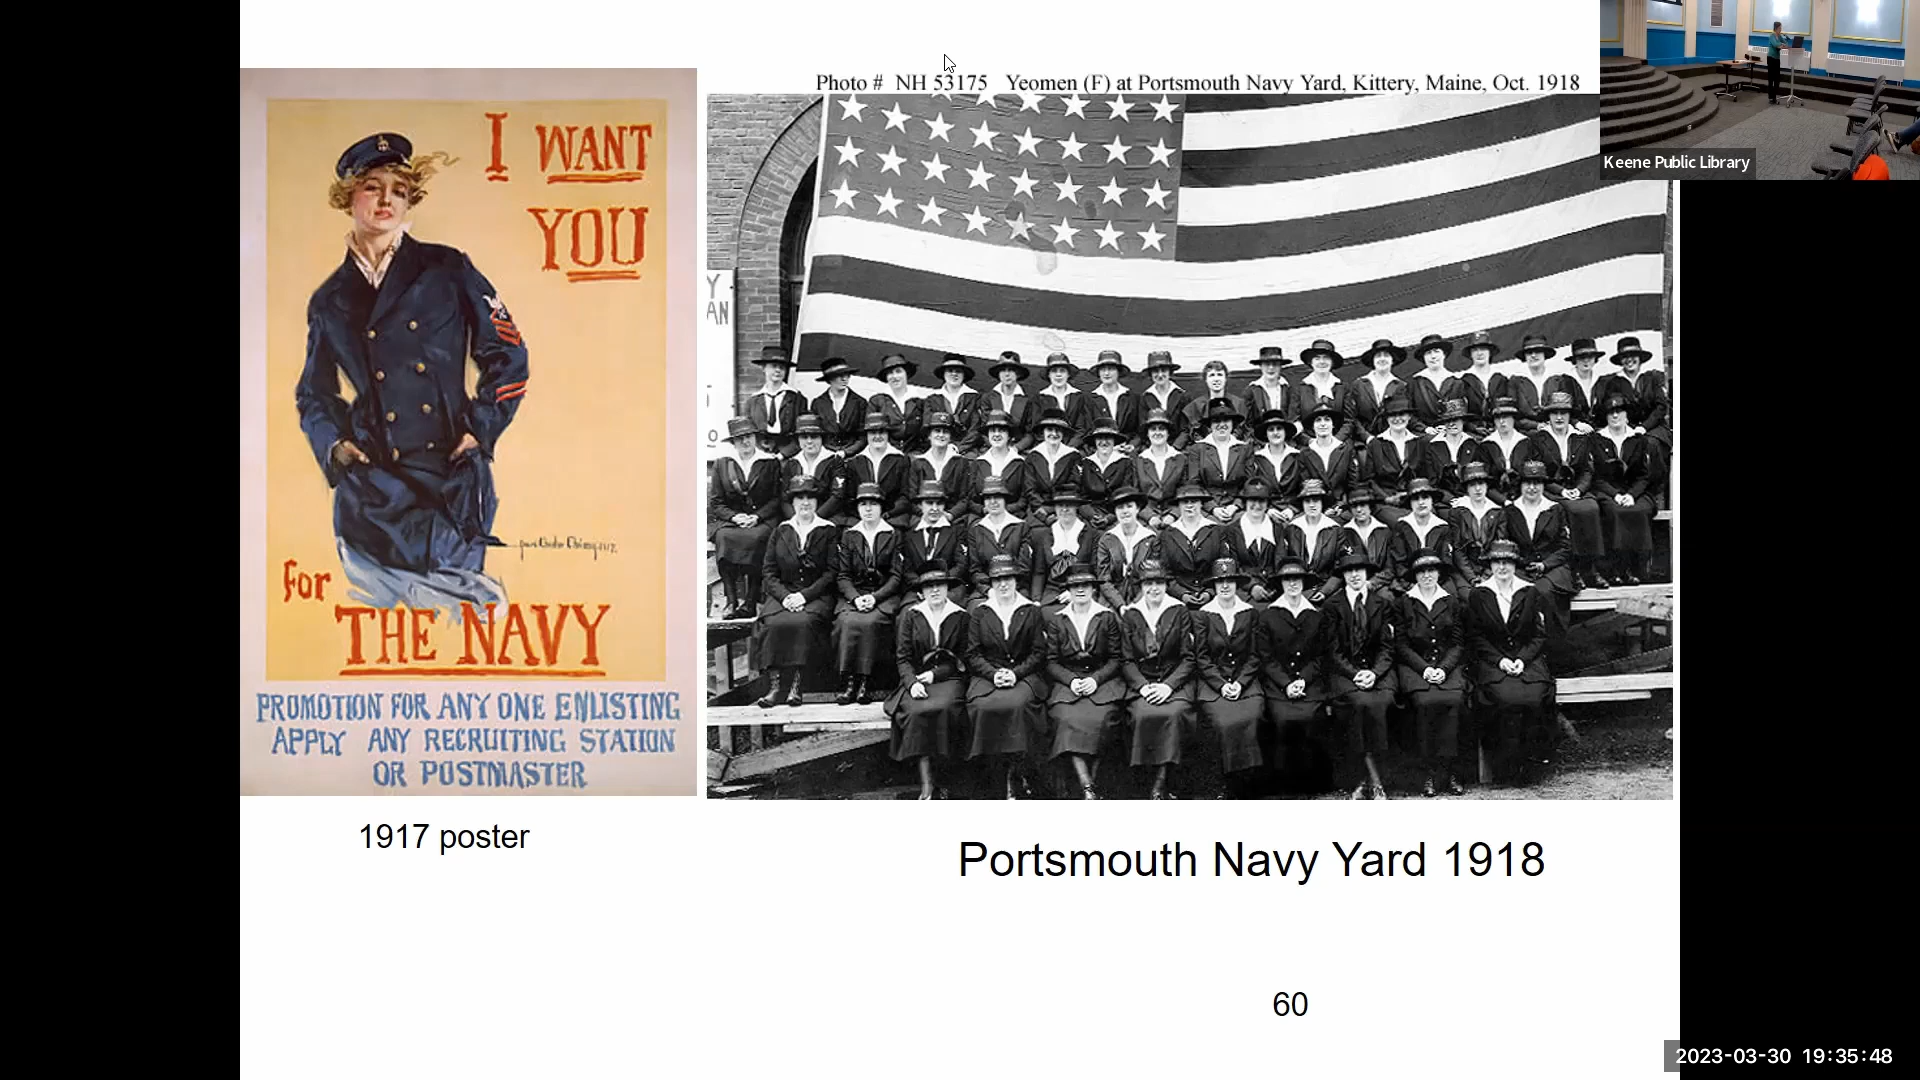 Photo # NH 53175 Yeomen (F) at Portsmouth Navy Yard, Kittery, Maine, Oct. 1918
Keene Public Library
I WANT
YOU
for
THE NAVY
PROMOTION FOR ANY ONE ENLISTING
APPLY ANY RECRUITING STATION
OR POSTMASTER
Y
AN
1917 poster
Portsmouth Navy Yard 1918
60
2023-03-30 19:35:48